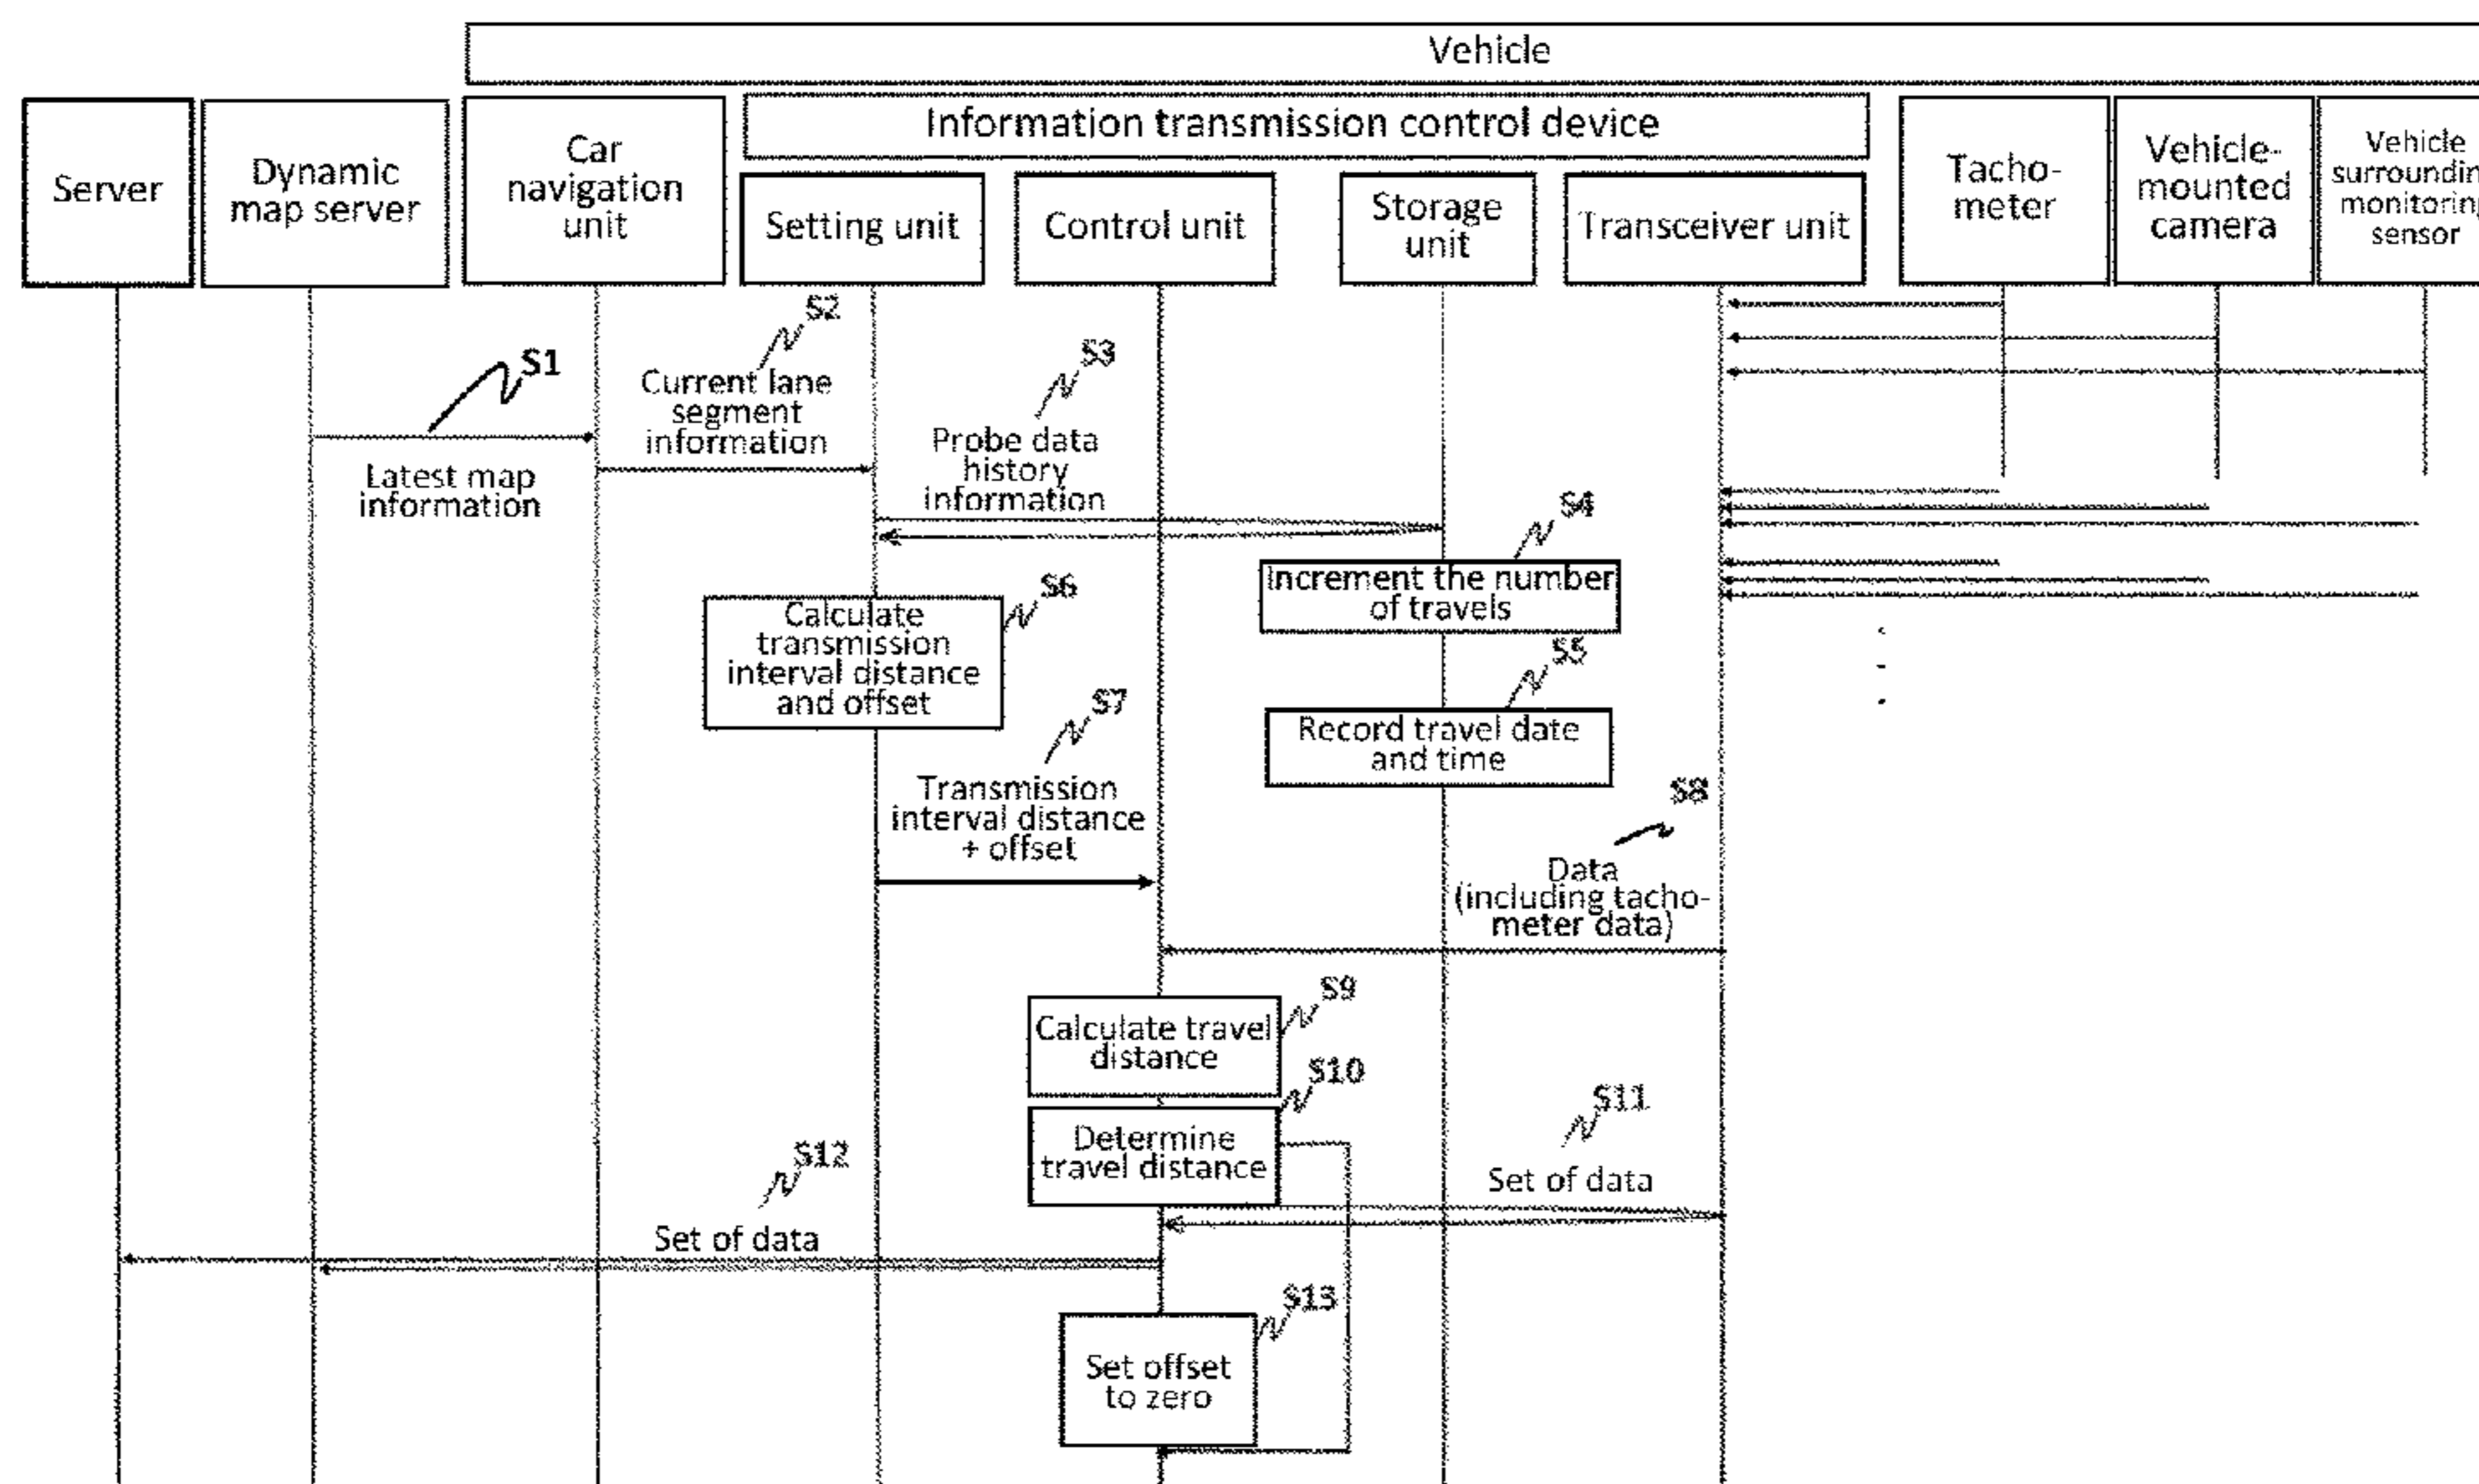 Vehicle
Information transmission control device
Server
Dynamic
map server
Car
navigation
unit
Setting unit
Control unit
Storage
unit
Transceiver unit
Tacho-
meter
Vehicle-
mounted
camera
Vehicle
surroundin
monitoring
sensor
S1
Latest map
information
S2
Current lane
segment
information
S3
Probe data
history
information
S4
Increment the number
of travels
S5
Record travel date
and time
S6
Calculate
transmission
interval distance
and offset
S7
Transmission
interval distance
+ offset
S8
Data
(including tacho-
meter data)
S9
Calculate travel
distance
S10
Determine
travel distance
S11
Set of data
S12
Set of data
S13
Set offset
to zero